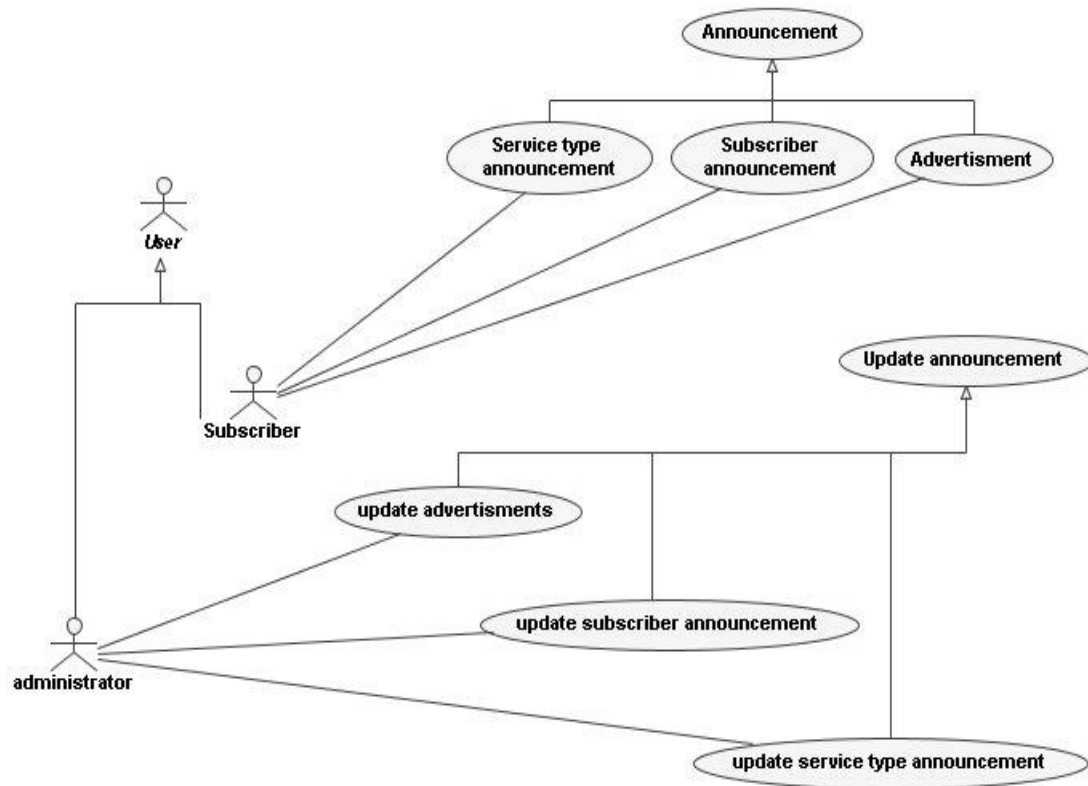 Announcement
Service type
announcement
Subscriber
announcement
Advertisment
User
Update announcement
Subscriber
update advertisments
update subscriber announcement
administrator
update service type announcement